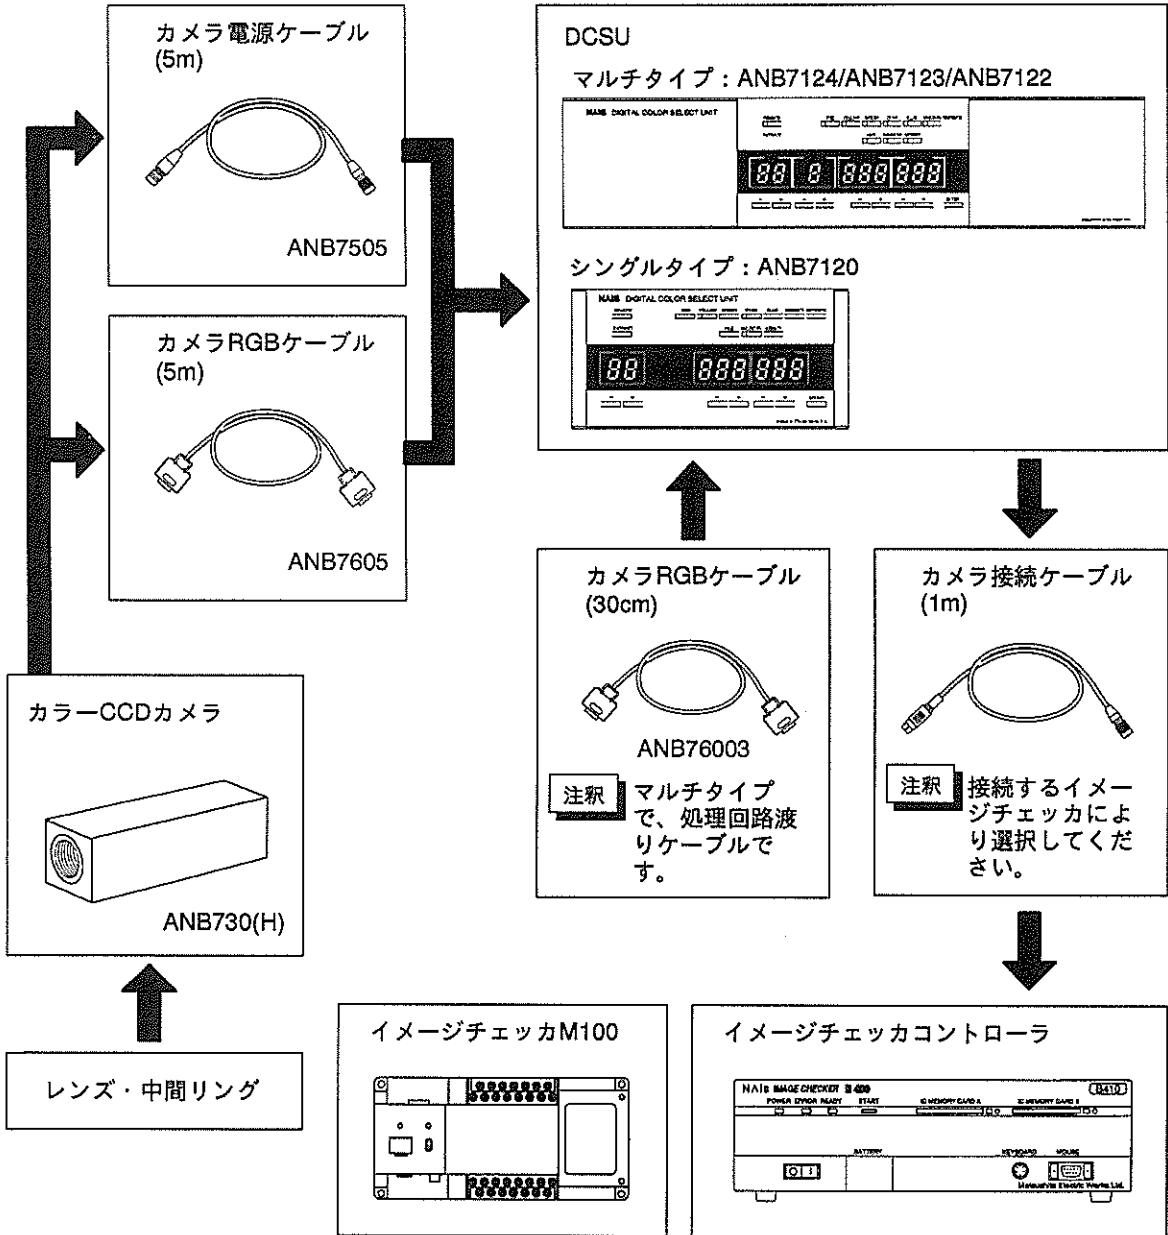 カメラ電源ケーブル
(5m)
ANB7505
カメラRGBケーブル
(5m)
ANB7605
カラーCCDカメラ
ANB730(H)
レンズ・中間リング
DCSU
マルチタイプ：ANB7124/ANB7123/ANB7122
NAiS DIGITAL COLOR SELECT UNIT
シングルタイプ：ANB7120
NAiS DIGITAL COLOR SELECT UNIT
カメラRGBケーブル
(30cm)
ANB76003
注釈
マルチタイプ
で、処理回路渡
りケーブルで
す。
カメラ接続ケーブル
(1m)
注釈
接続するイメー
ジチェッカによ
り選択してくだ
さい。
イメージチェッカM100
イメージチェッカコントローラ
NAiS IMAGE CHECKER
B410
POWER ERROR READY START
IC MEMORY CARD A
IC MEMORY CARD B
BATTERY
KEYBOARD MOUSE
Matsushita Electric Works Ltd.